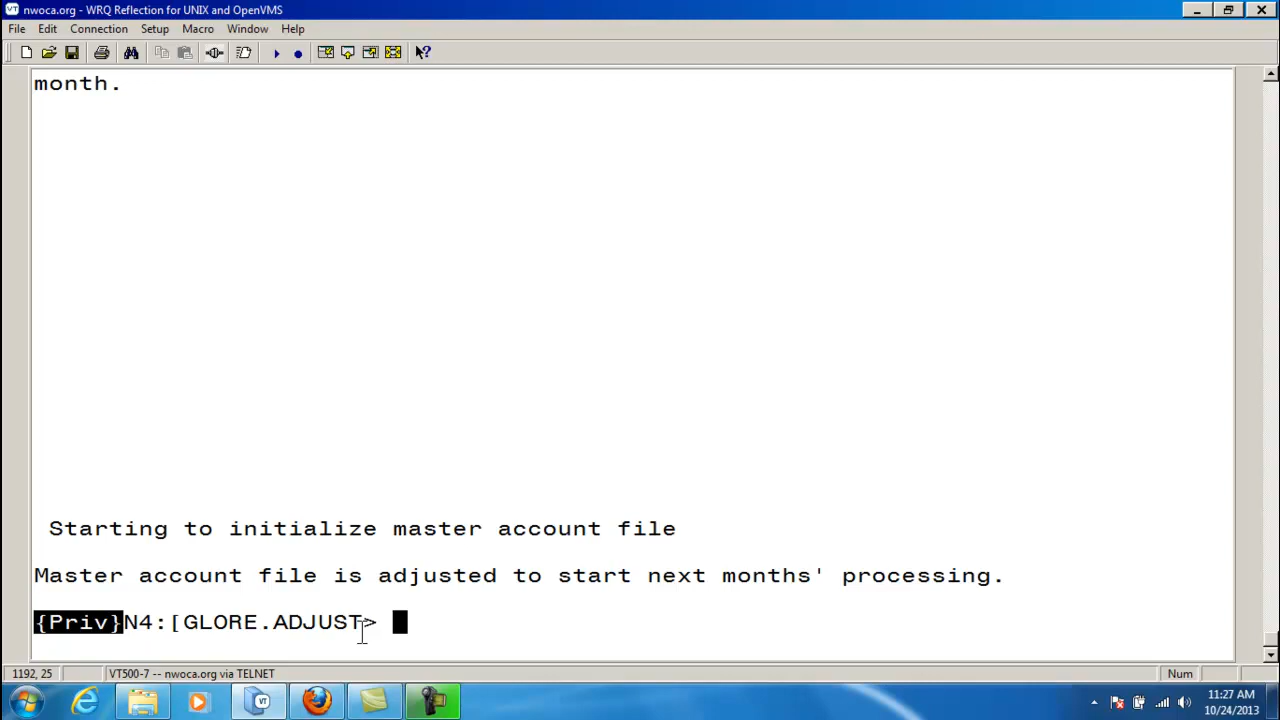 nwoca.org - WRQ Reflection for UNIX and OpenVMS
File Edit Connection Setup Macro Window Help
month.
Starting to initialize master account file
Master account file is adjusted to start next months' processing.
{Priv}N4:[GLORE.ADJUST>
1192, 25 VT500-7 -- nwoca.org via TELNET Num
11:27 AM
10/24/2013